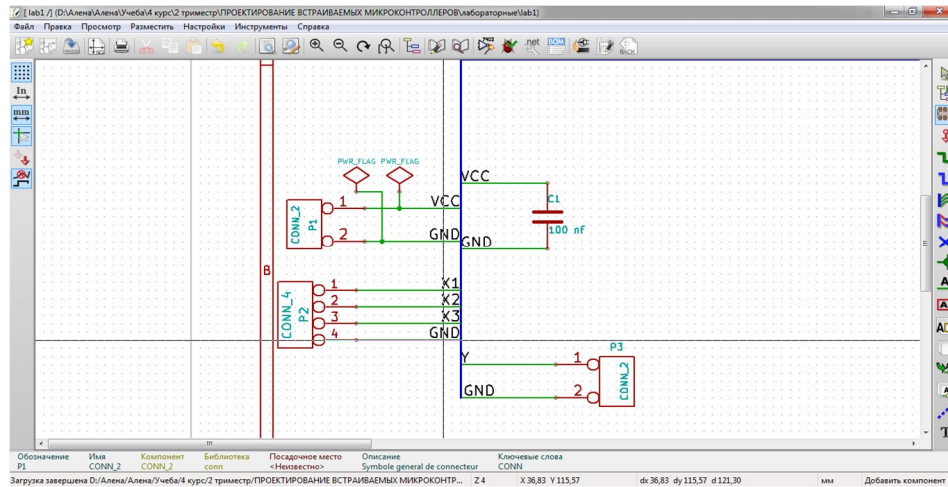 [ lab1 /] (D:\Алена\Алена\Учеба\4 курс\2 триместр\ПРОЕКТИРОВАНИЕ ВСТРАИВАЕМЫХ МИКРОКОНТРОЛЛЕРОВ\лабораторные\lab1)
Файл Правка Просмотр Разместить Настройки Инструменты Справка
.net BOM BACK
In
mm
PWR_FLAG PWR_FLAG
VCC
C1
1 VCC
CONN_2 P1
100 nf
2 GND
GND
B
1 X1
2 X2
CONN_4 P2
3 X3
4 GND
P3
Y 1
CONN_2
GND 2
Обозначение Имя Компонент Библиотека Посадочное место Описание Ключевые слова
P1 CONN_2 CONN_2 conn <Неизвестно> Symbole general de connecteur CONN
Загрузка завершена D:/Алена/Алена/Учеба/4 курс/2 триместр/ПРОЕКТИРОВАНИЕ ВСТРАИВАЕМЫХ МИКРОКОНТР... Z 4 X 36,83 Y 115,57 dx 36,83 dy 115,57 d 121,30 мм Добавить компонент